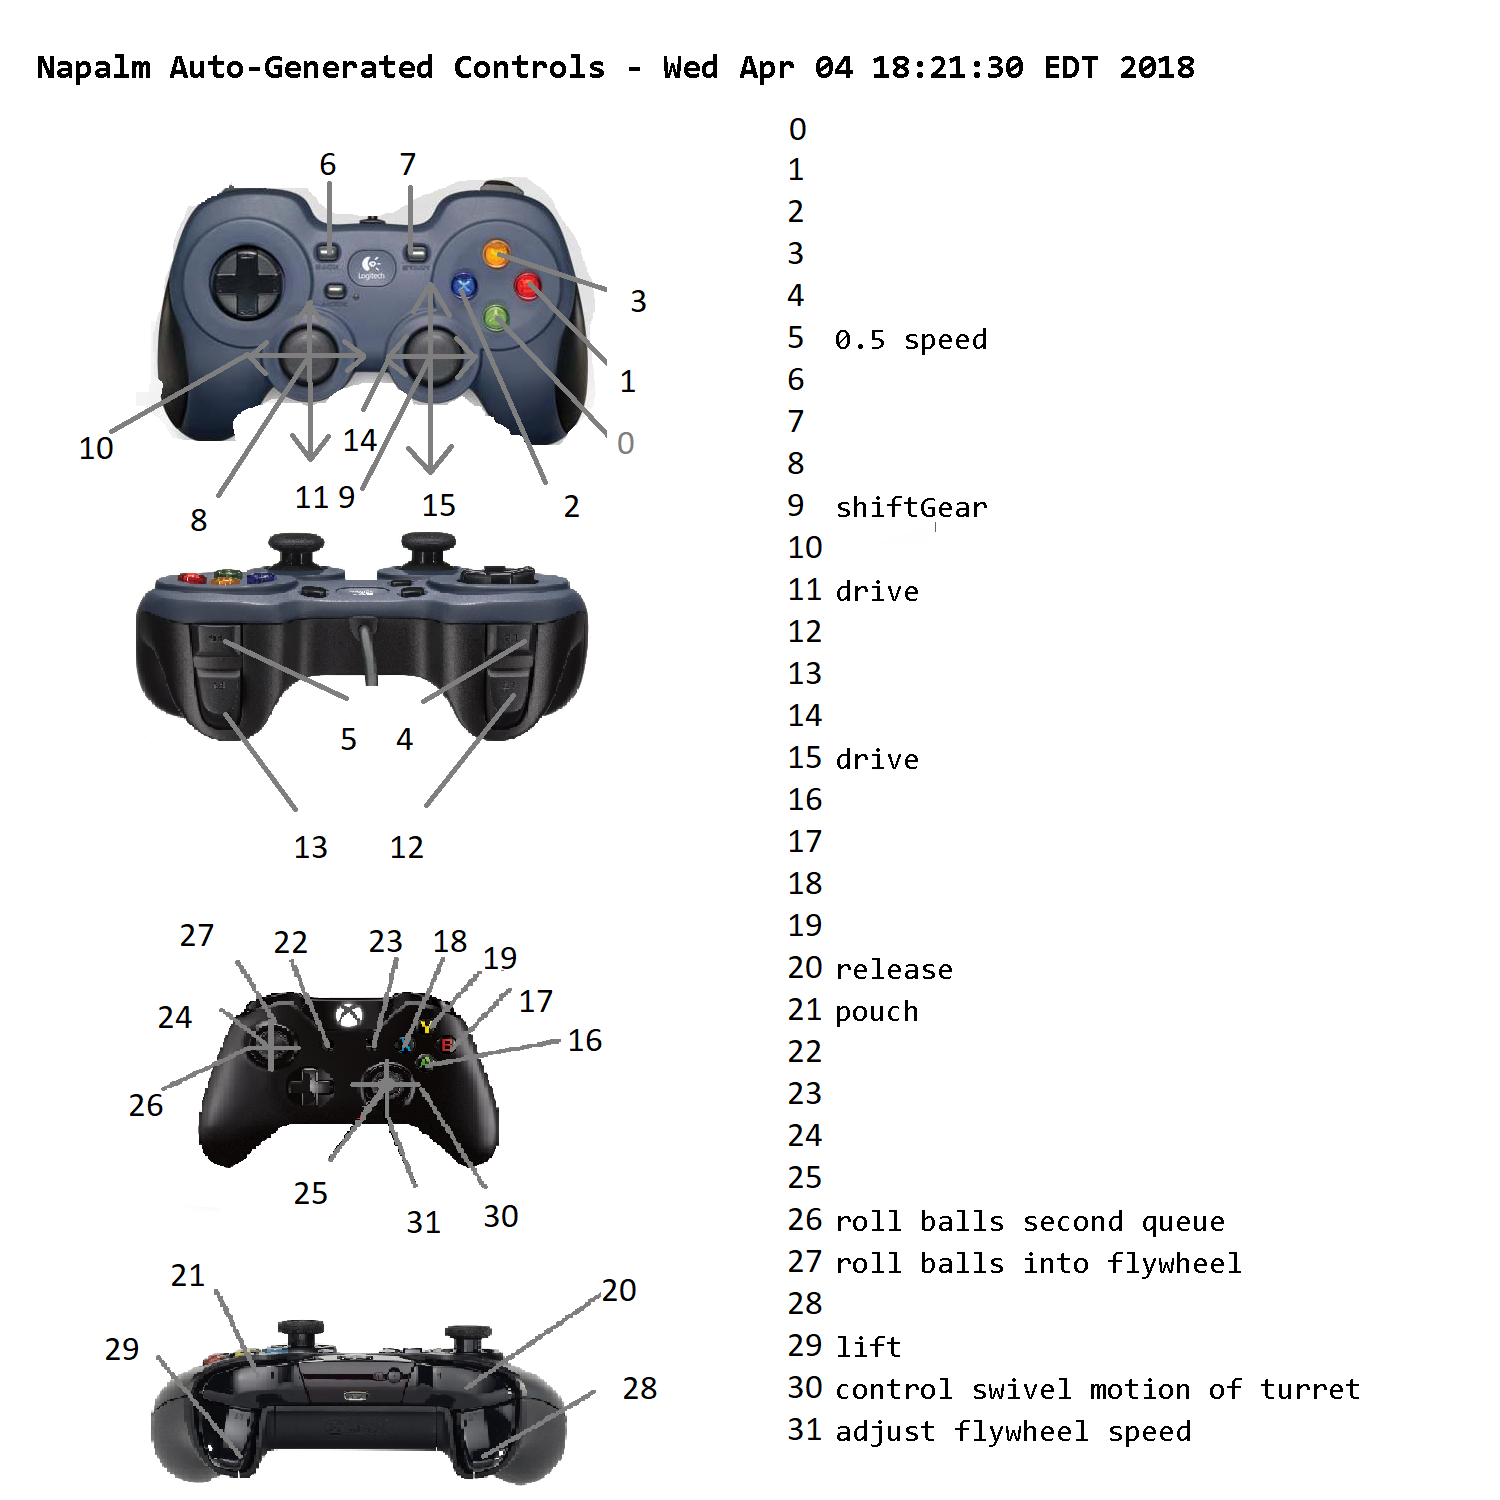 Napalm Auto-Generated Controls - Wed Apr 04 18:21:30 EDT 2018
6 7
Logitech
X
3
1
0
10
14
8
11 9
15
2
5 4
13 12
27 22 23 18 19
17
24
16
Y
X B
A
26
25
31 30
21
20
29
28
0
1
2
3
4
5 0.5 speed
6
7
8
9 shiftGear
10
11 drive
12
13
14
15 drive
16
17
18
19
20 release
21 pouch
22
23
24
25
26 roll balls second queue
27 roll balls into flywheel
28
29 lift
30 control swivel motion of turret
31 adjust flywheel speed